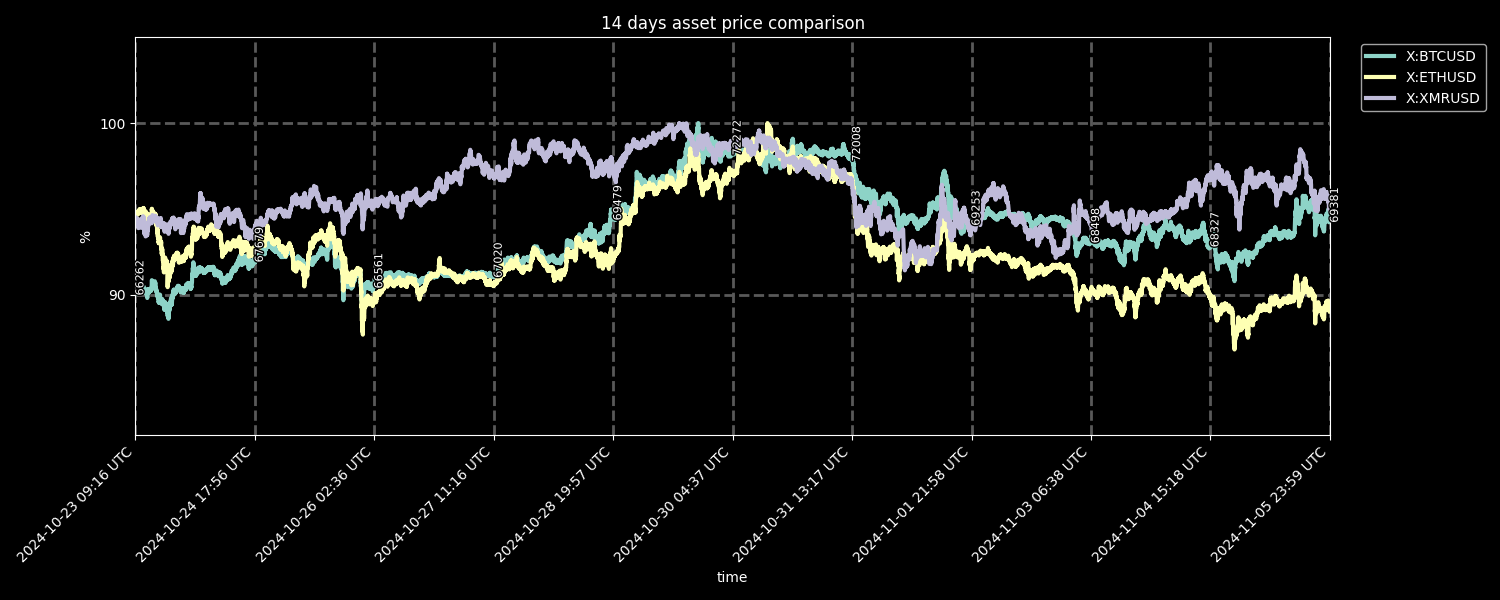 14 days asset price comparison
X:BTCUSD
X:ETHUSD
X:XMRUSD
100
90
%
66262
67679
66561
67020
69479
72272
72008
69253
68498
68327
69381
2024-10-23 09:16 UTC
2024-10-24 17:56 UTC
2024-10-26 02:36 UTC
2024-10-27 11:16 UTC
2024-10-28 19:57 UTC
2024-10-30 04:37 UTC
2024-10-31 13:17 UTC
2024-11-01 21:58 UTC
2024-11-03 06:38 UTC
2024-11-04 15:18 UTC
2024-11-05 23:59 UTC
time